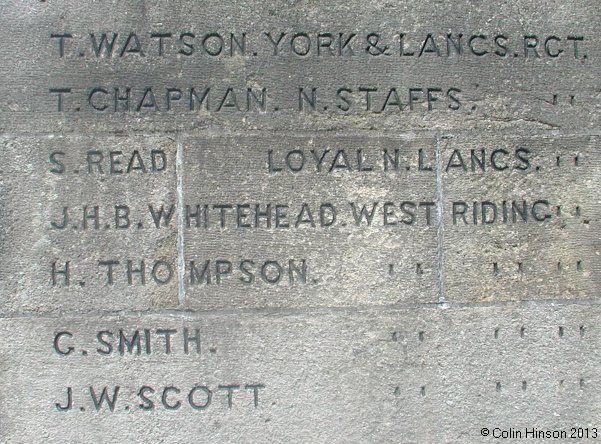 T. WATSON. YORK & LANCS. RGT.
T. CHAPMAN. N. STAFFS. "
S. READ LOYAL N. LANCS. "
J. H. B. WHITEHEAD. WEST RIDING " .
H. THOMPSON. " " "
C. SMITH. " " "
J. W. SCOTT. " " "
© Colin Hinson 2013